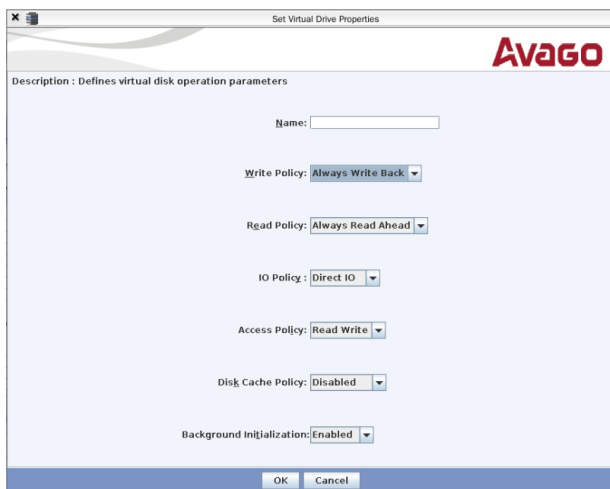 Set Virtual Drive Properties
AVAGO
Description : Defines virtual disk operation parameters
Name:
Write Policy: Always Write Back
Read Policy: Always Read Ahead
IO Policy : Direct IO
Access Policy: Read Write
Disk Cache Policy: Disabled
Background Initialization: Enabled
OK Cancel